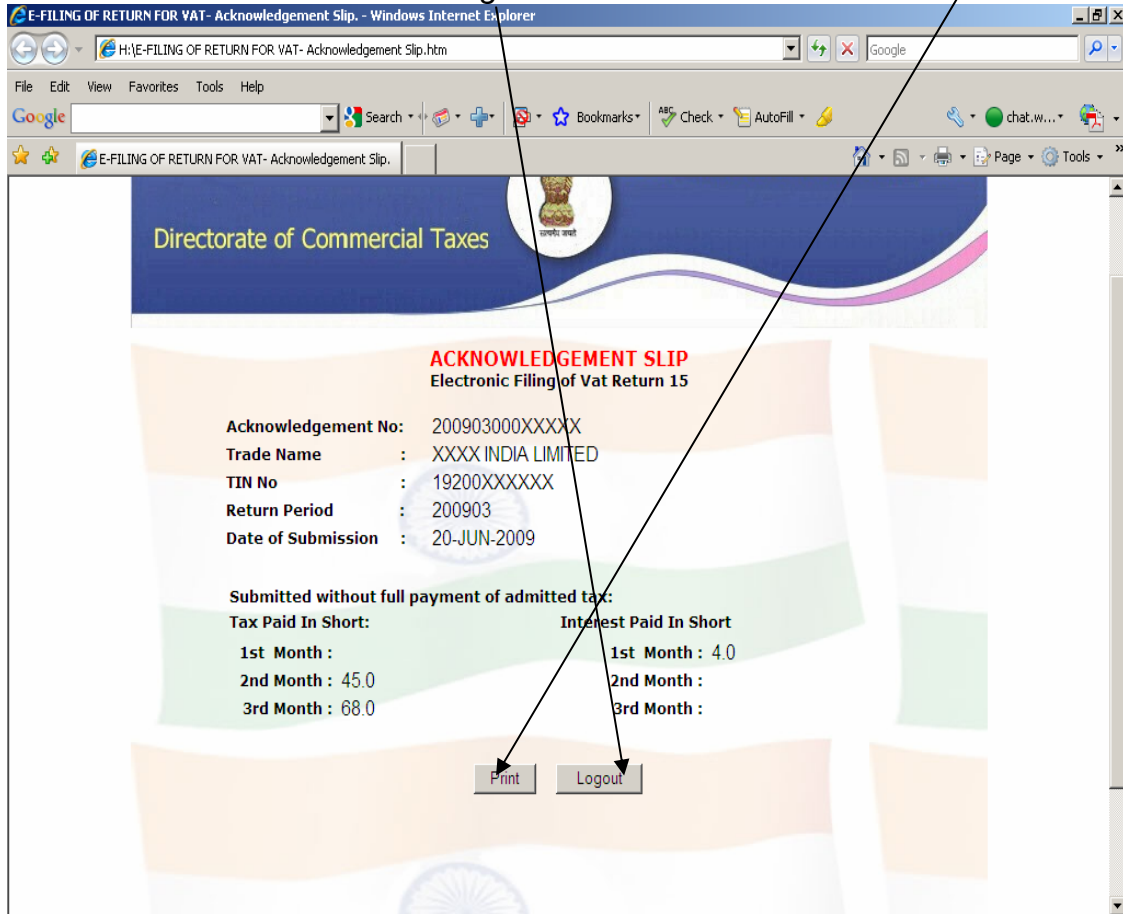 E-FILING OF RETURN FOR VAT- Acknowledgement Slip. - Windows Internet Explorer
H:\E-FILING OF RETURN FOR VAT- Acknowledgement Slip.htm
Google
File Edit View Favorites Tools Help
Google Search Bookmarks Check AutoFill chat.w...
E-FILING OF RETURN FOR VAT- Acknowledgement Slip. Page Tools »
Directorate of Commercial Taxes
सत्यमेव जयते
ACKNOWLEDGEMENT SLIP
Electronic Filing of Vat Return 15
Acknowledgement No: 200903000XXXXX
Trade Name : XXXX INDIA LIMITED
TIN No : 19200XXXXXX
Return Period : 200903
Date of Submission : 20-JUN-2009
Submitted without full payment of admitted tax:
Tax Paid In Short: Interest Paid In Short
1st Month : 1st Month : 4.0
2nd Month : 45.0 2nd Month :
3rd Month : 68.0 3rd Month :
Print Logout